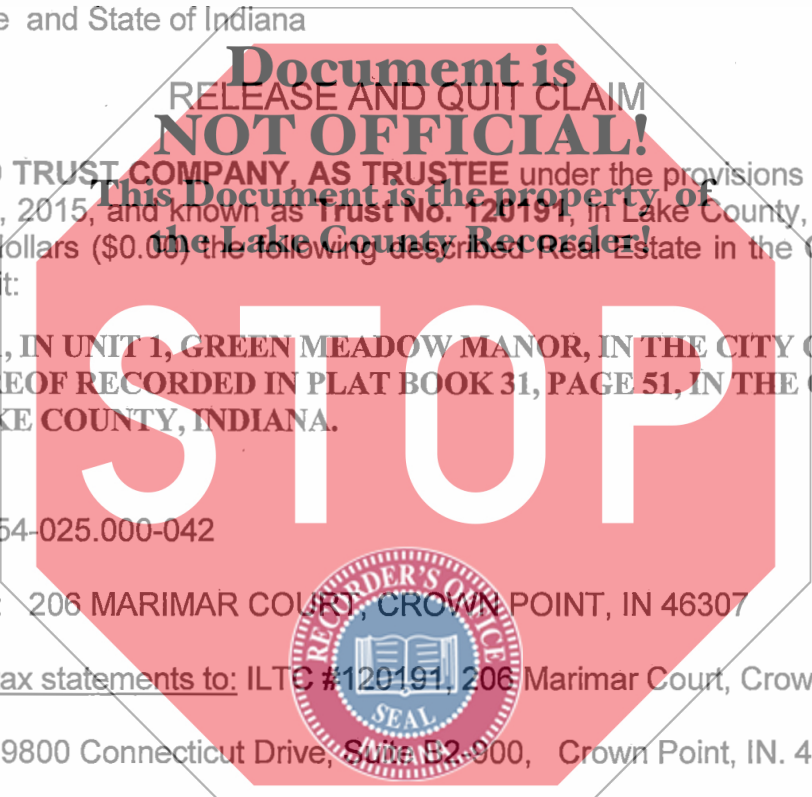 e and State of Indiana
Document is
RELEASE AND QUIT CLAIM
NOT OFFICIAL!
TRUST COMPANY, AS TRUSTEE under the provisions
This Document is the property of
, 2015, and known as Trust No. 120191, in Lake County,
the Lake County Recorder!
ollars ($0.00) the following described Real Estate in the
it:
, IN UNIT 1, GREEN MEADOW MANOR, IN THE CITY
EOF RECORDED IN PLAT BOOK 31, PAGE 51, IN THE
KE COUNTY, INDIANA.
STOP
54-025.000-042
: 206 MARIMAR COURT, CROWN POINT, IN 46307
RECORDER'S OFFICE
ax statements to: ILTC #120191, 206 Marimar Court, Crow
SEAL
9800 Connecticut Drive, Suite B2-900, Crown Point, IN. 4
INDIANA